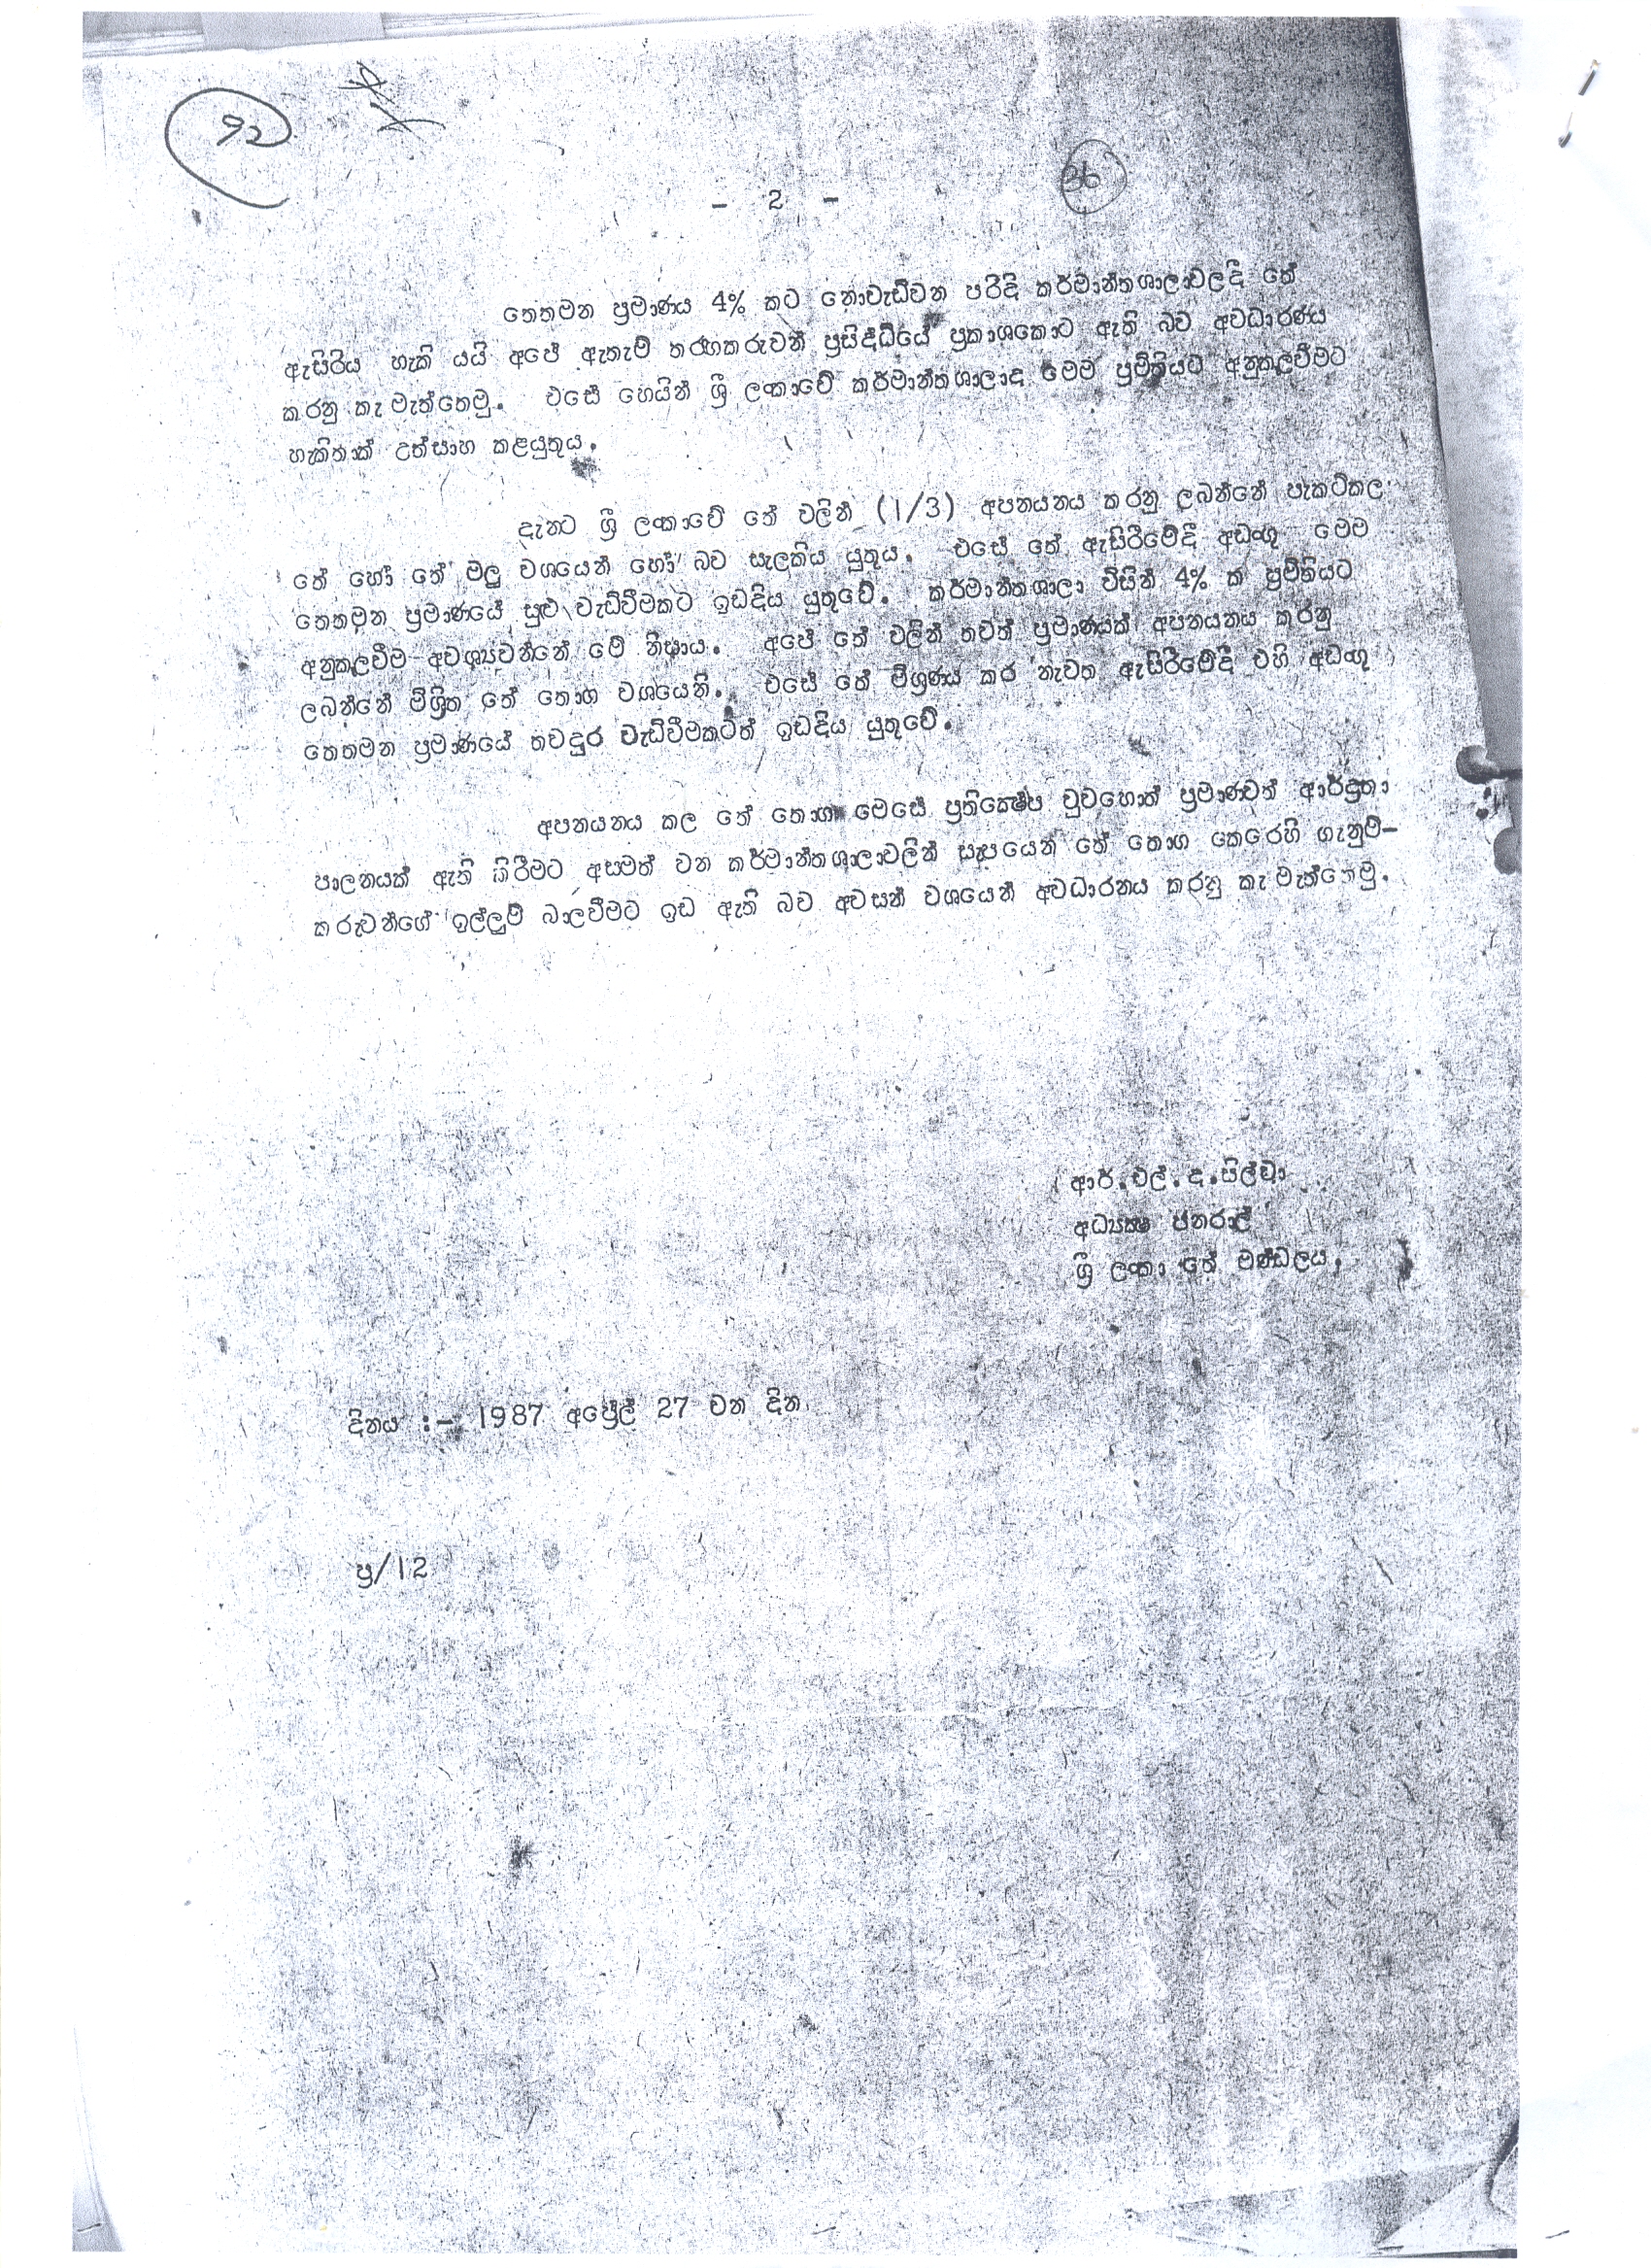 92
36
- 2 -
තෙතමන ප්‍රමාණය 4% කට නොවැඩිවන පරිදි කර්මාන්තශාලාවලදී තේ
ඇසිරිය හැකි යයි අපේ ඇතැම් තරඟකරුවන් ප්‍රසිද්ධියේ ප්‍රකාශකොට ඇති බව අවධාරණය
කරනු කැමැත්තෙමු. එසේ හෙයින් ශ්‍රී ලංකාවේ කර්මාන්තශාලාද මෙම ප්‍රමිතියට අනුකූලවීමට
හැකිතාක් උත්සාහ කළයුතුය.
දැනට ශ්‍රී ලංකාවේ තේ වලින් (1/3) අපනයනය කරනු ලබන්නේ පැකට්කල
තේ හෝ තේ මලු වශයෙන් හෝ බව සැලකිය යුතුය. එසේ තේ ඇසිරීමේදී අඩංගු මෙම
තෙතමන ප්‍රමාණයේ සුළු වැඩිවීමකට ඉඩදිය යුතුවේ. කර්මාන්තශාලා විසින් 4% ක ප්‍රමිතියට
අනුකූලවීම අවශ්‍යවන්නේ මේ නිසාය. අපේ තේ වලින් තවත් ප්‍රමාණයක් අපනයනය කරනු
ලබන්නේ මිශ්‍රිත තේ තොග වශයෙනි. එසේ තේ මිශ්‍රණය කර නැවත ඇසිරීමේදී එහි අඩංගු
තෙතමන ප්‍රමාණයේ තවදුර වැඩිවීමකටත් ඉඩදිය යුතුවේ.
අපනයනය කල තේ තොග මෙසේ ප්‍රතික්ෂේප වුවහොත් ප්‍රමාණවත් ආර්ද්‍රතා
පාලනයක් ඇති කිරීමට අසමත් වන කර්මාන්තශාලාවලින් සැපයෙන තේ තොග කෙරෙහි ගැනුම්-
කරුවන්ගේ ඉල්ලුම් බාලවීමට ඉඩ ඇති බව අවසන් වශයෙන් අවධාරනය කරනු කැමැත්තෙමු.
ආර්.එල්.ද.සිල්වා
අධ්‍යක්ෂ ජනරාල්
ශ්‍රී ලංකා තේ මණ්ඩලය.
දිනය :- 1987 අප්‍රේල් 27 වන දින
ප්‍ර/12